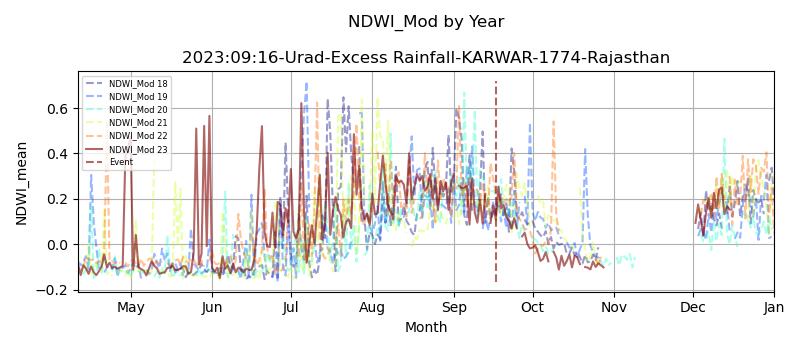 NDWI_Mod by Year
2023:09:16-Urad-Excess Rainfall-KARWAR-1774-Rajasthan
NDWI_Mod 18
NDWI_Mod 19
NDWI_Mod 20
NDWI_Mod 21
NDWI_Mod 22
NDWI_Mod 23
Event
NDWI_mean
0.6
0.4
0.2
0.0
−0.2
May Jun Jul Aug Sep Oct Nov Dec Jan
Month